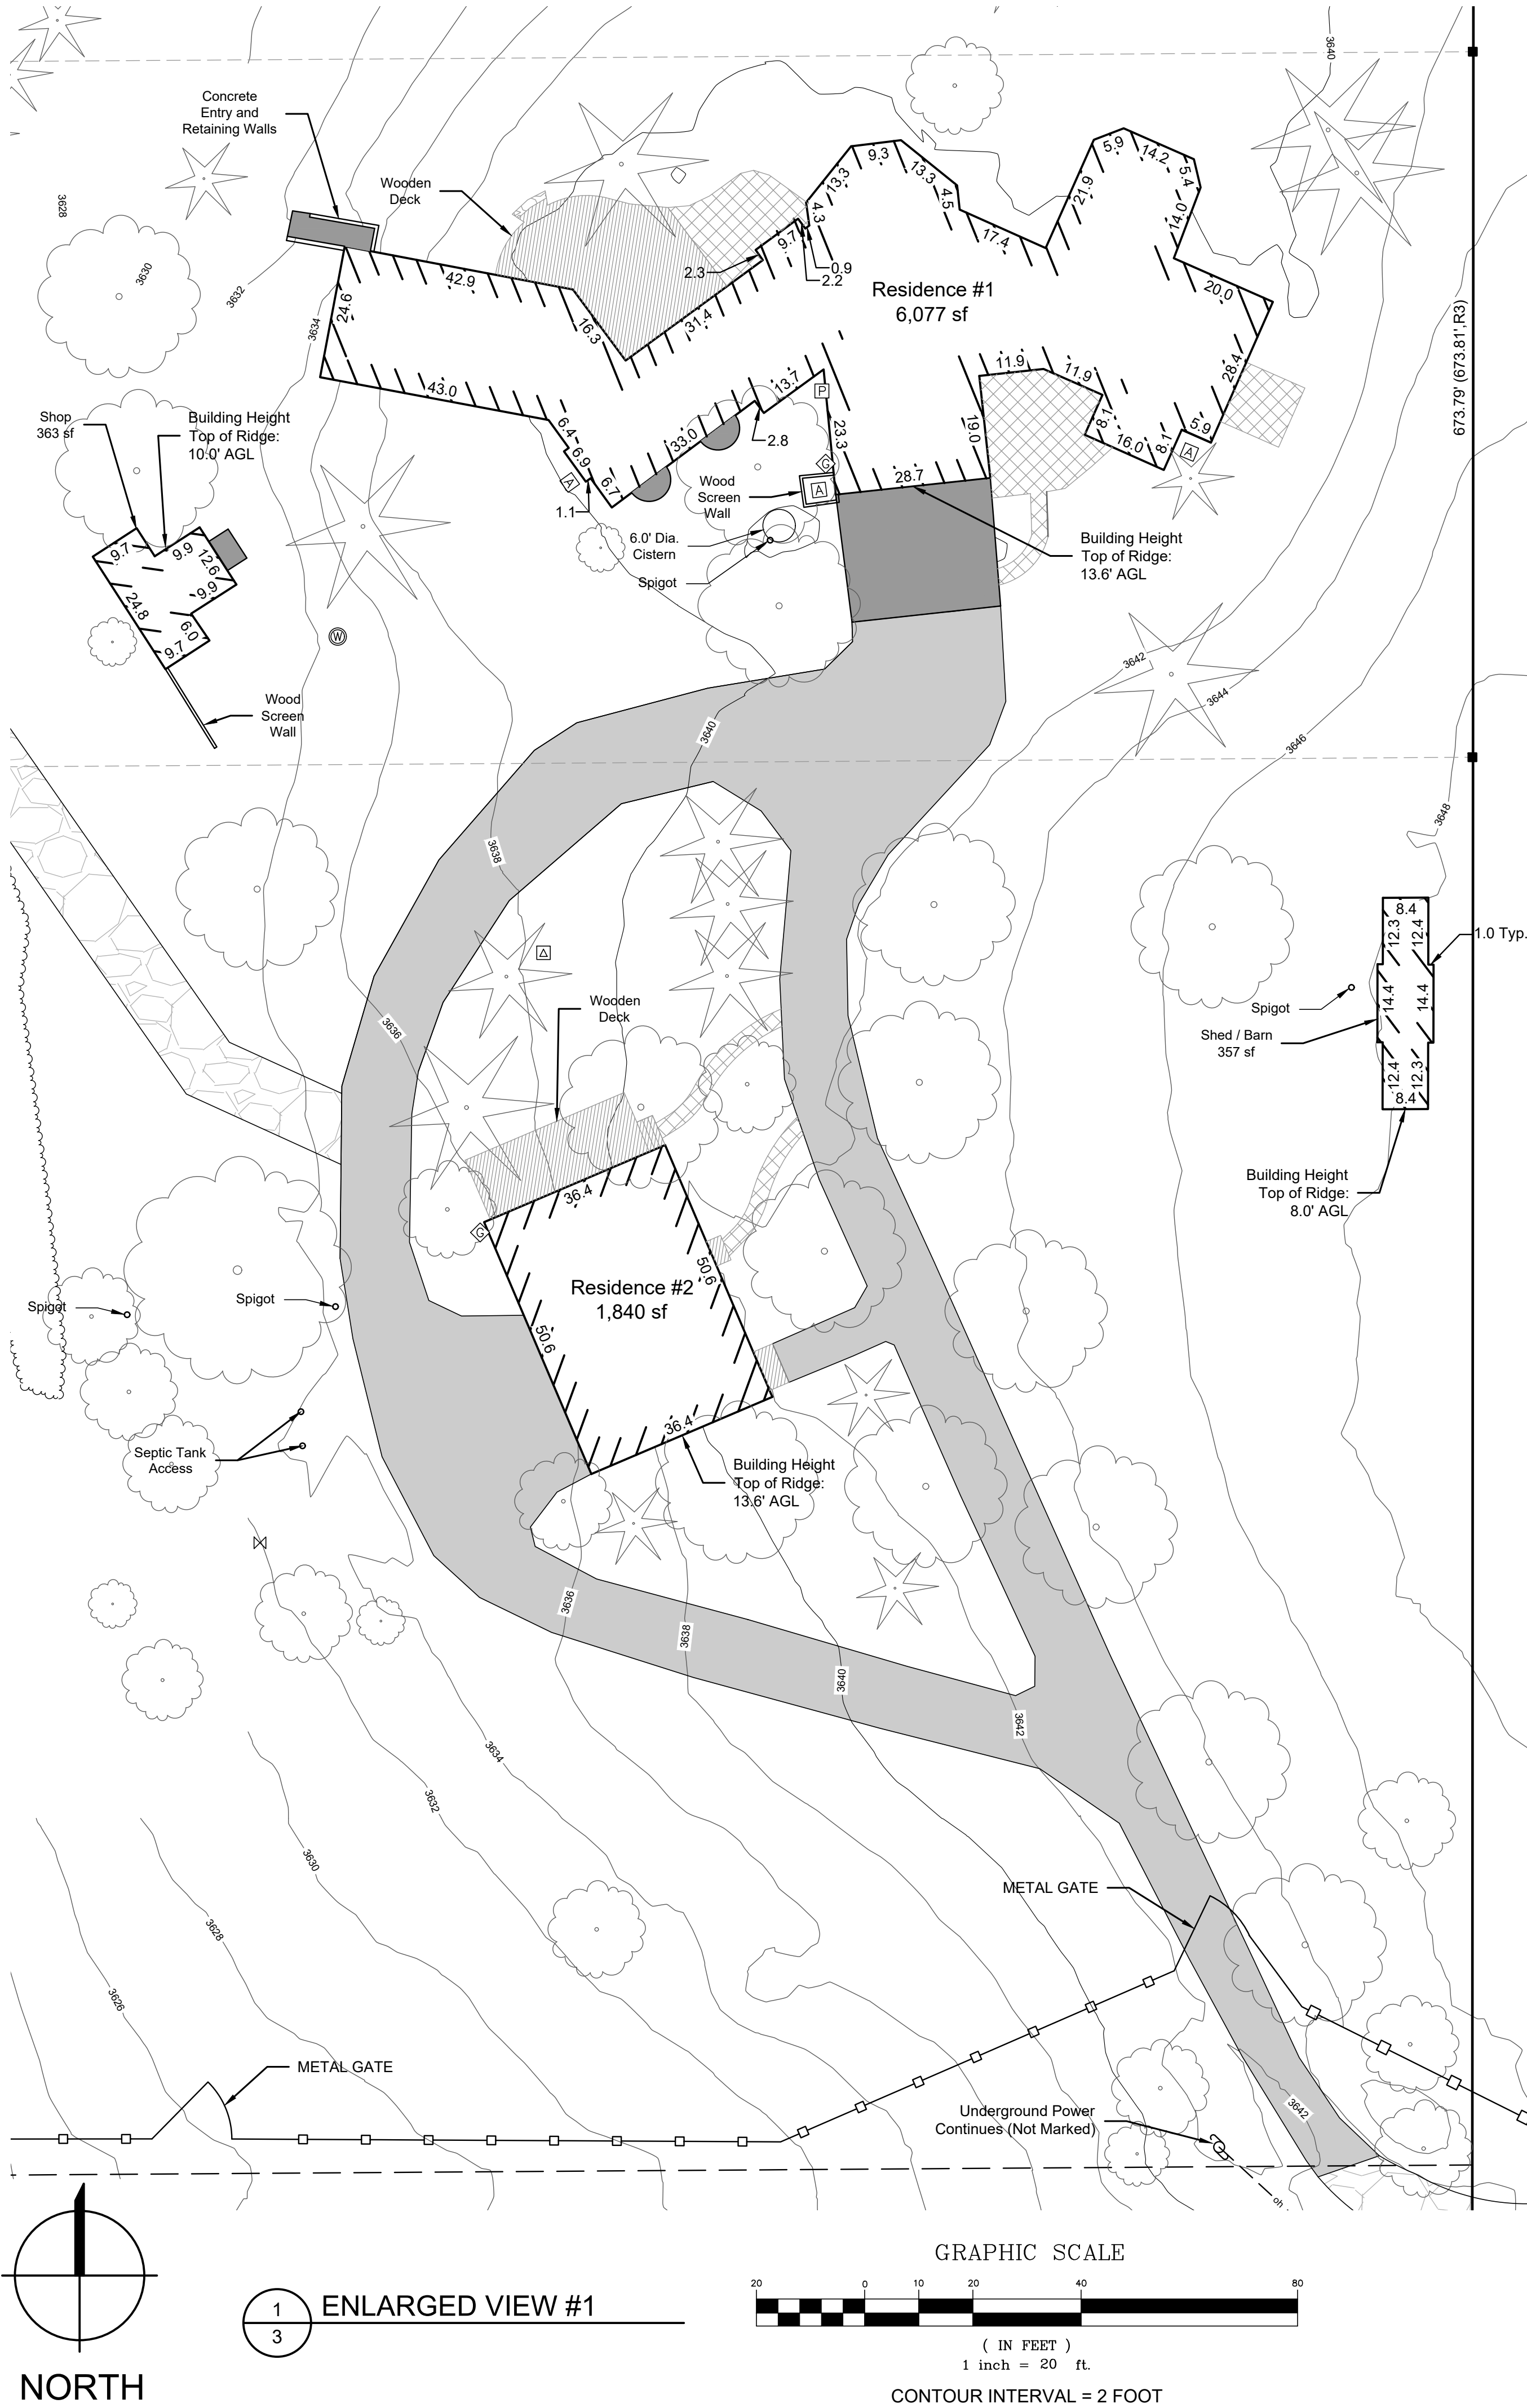 3640
Concrete
Entry and
Retaining Walls
Wooden
Deck
3628
3630
3632
3634
5.9
14.2
5.4
14.0
21.9
9.3
13.3
13.3
4.5
4.3
17.4
9.7
2.3
0.9
2.2
42.9
24.6
16.3
31.4
43.0
Residence #1
6,077 sf
20.0
28.4
673.79' (673.81',R3)
11.9
11.9
8.1
16.0
8.1
5.9
A
19.0
28.7
23.3
13.7
P
2.8
33.0
6.4
6.9
6.7
A
1.1
G
A
Wood
Screen
Wall
6.0' Dia.
Cistern
Spigot
Building Height
Top of Ridge:
13.6' AGL
Shop
363 sf
Building Height
Top of Ridge:
10.0' AGL
9.7
9.9
12.6
9.9
24.8
6.0
9.7
W
Wood
Screen
Wall
3642
3644
3646
3648
3640
3638
3636
8.4
12.3
12.4
1.0 Typ.
14.4
14.4
12.4
12.3
8.4
Spigot
Shed / Barn
357 sf
Building Height
Top of Ridge:
8.0' AGL
Wooden
Deck
36.4
G
50.6
Residence #2
1,840 sf
50.6
36.4
Building Height
Top of Ridge:
13.6' AGL
Spigot
Spigot
Septic Tank
Access
3636
3638
3640
3642
3634
3632
3630
3628
3626
METAL GATE
METAL GATE
Underground Power
Continues (Not Marked)
3642
oh
NORTH
1
3
ENLARGED VIEW #1
GRAPHIC SCALE
20 0 10 20 40 80
( IN FEET )
1 inch = 20 ft.
CONTOUR INTERVAL = 2 FOOT